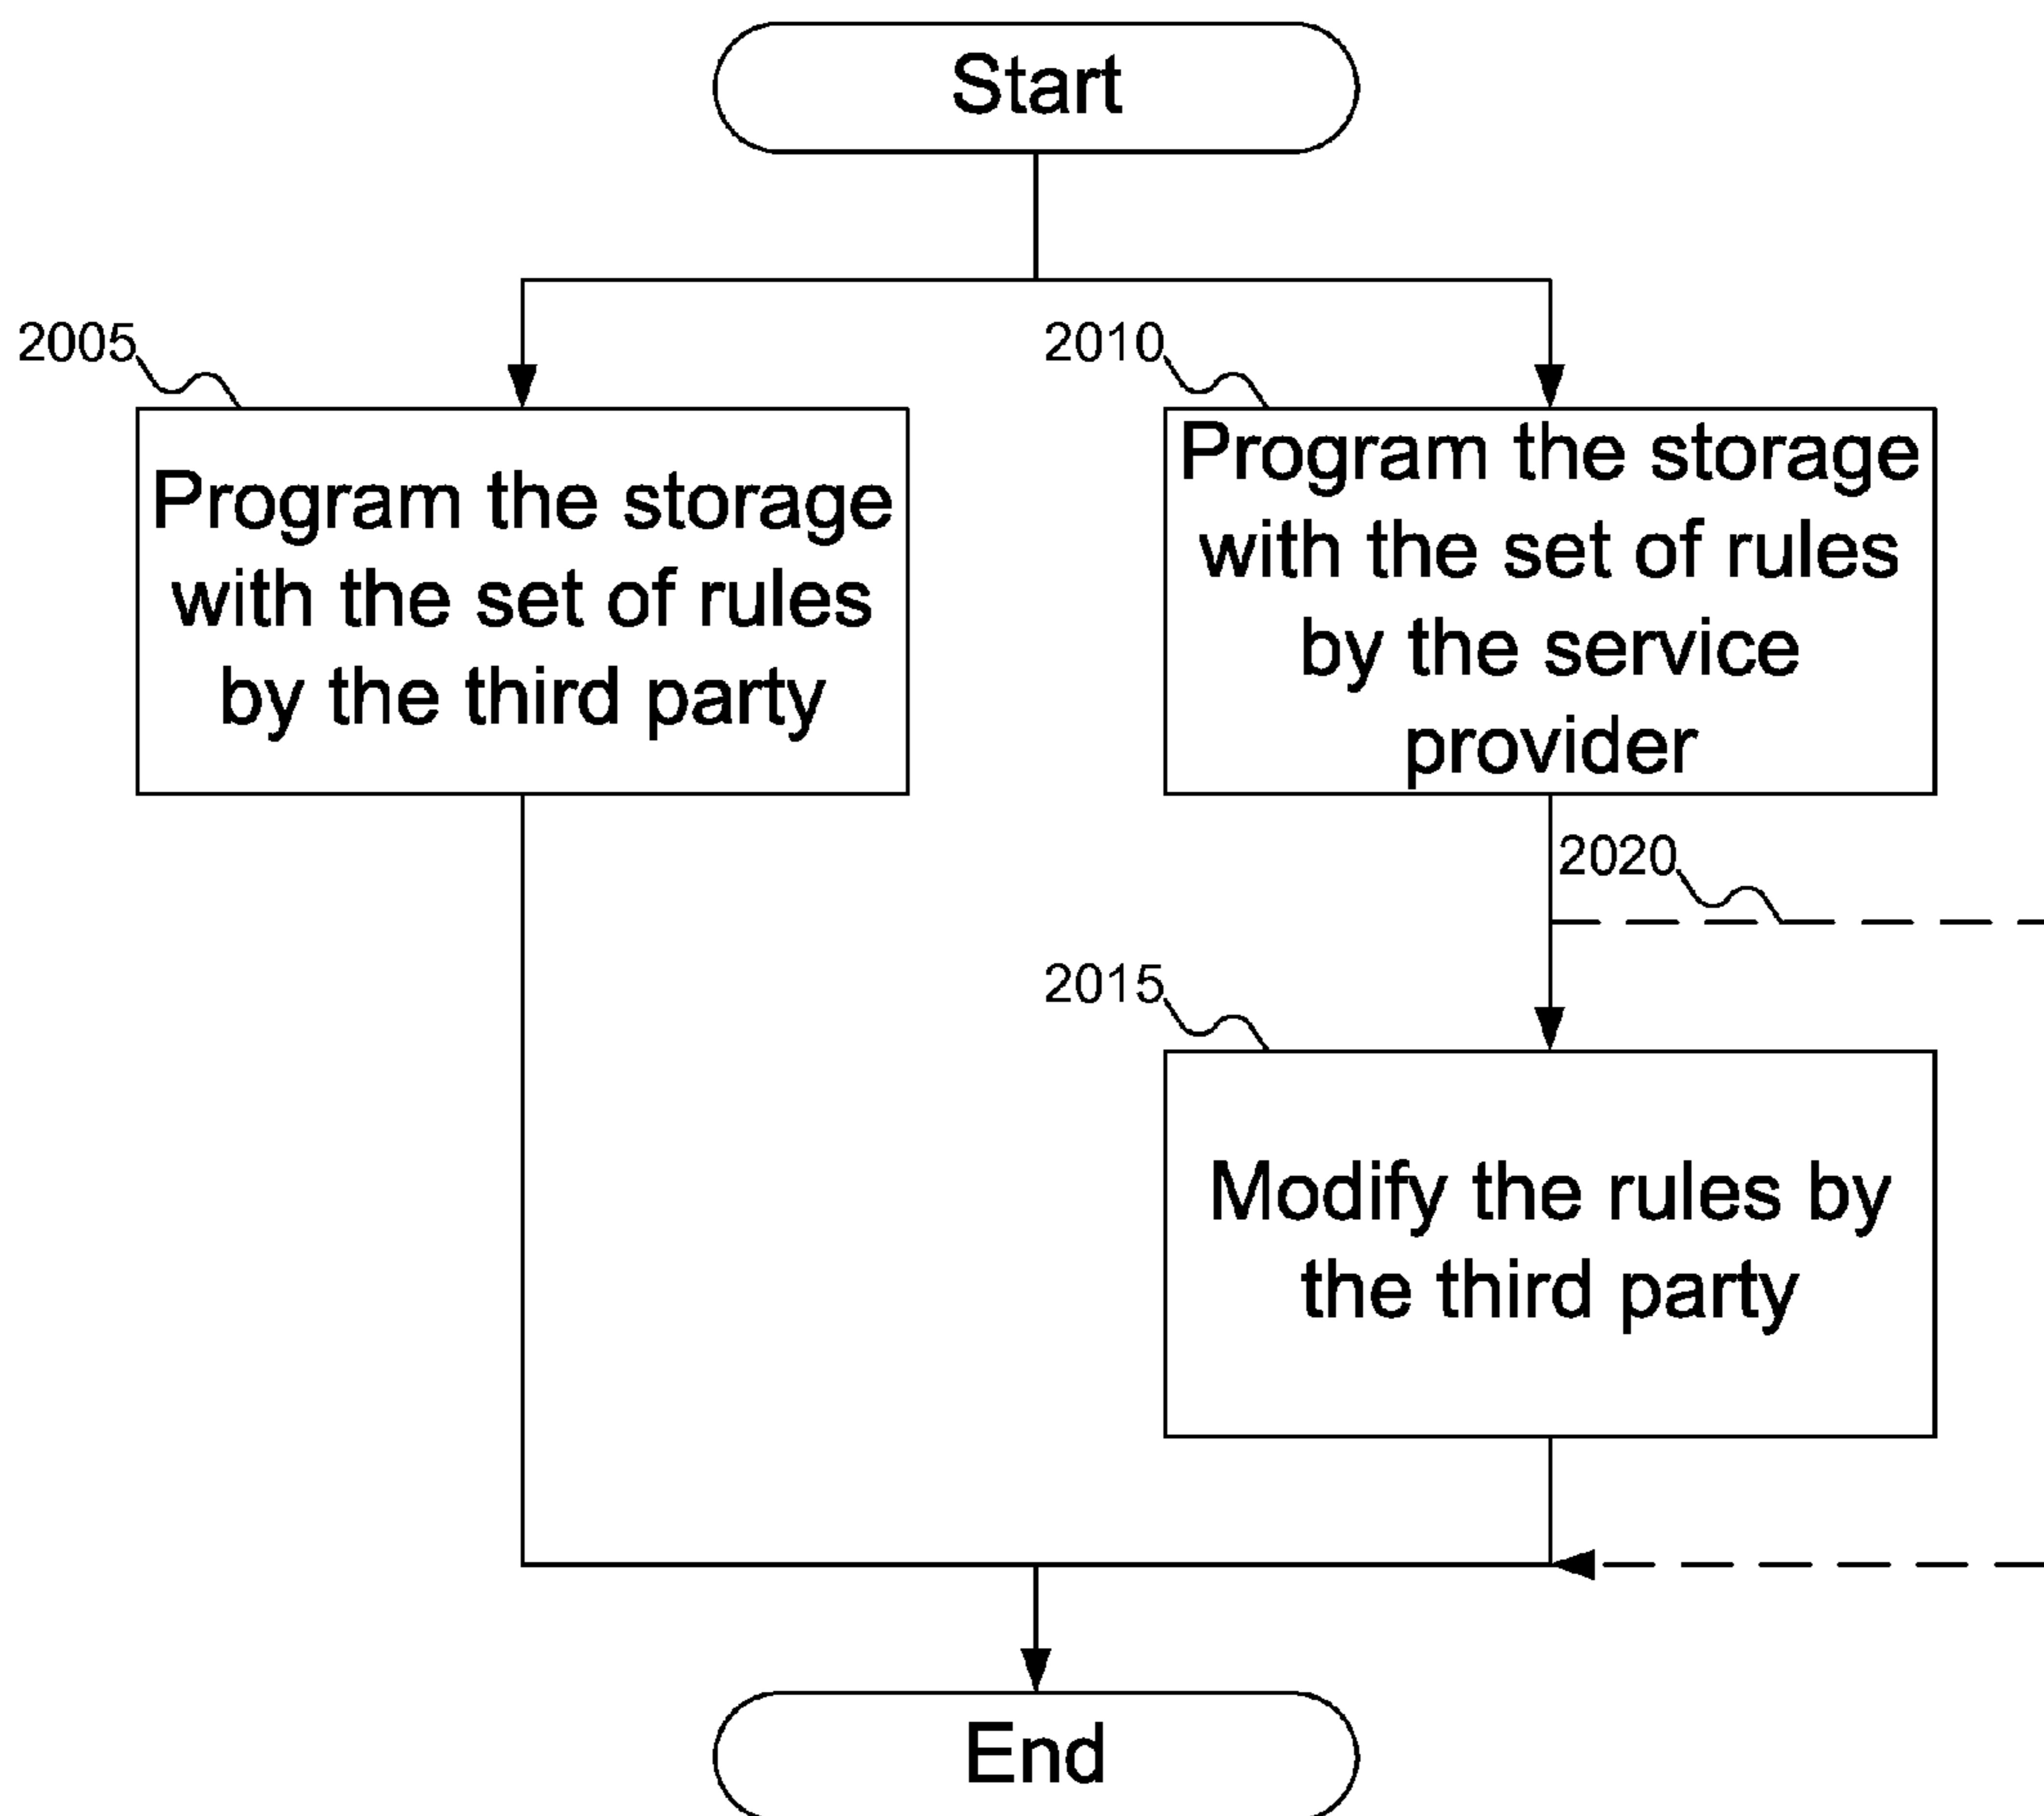 Start
2005
Program the storage
with the set of rules
by the third party
2010
Program the storage
with the set of rules
by the service
provider
2020
2015
Modify the rules by
the third party
End